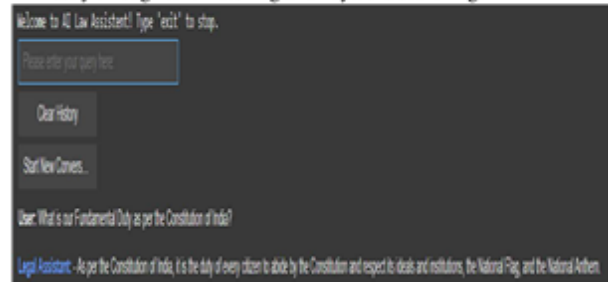 Welcome to AI Law Assistent! Type 'exit' to stop.
Please enter your query here:
Clear History
Start New Convers...
User: What is our Fundamental Duty as per the Constitution of India?
Legal Assistant: - As per the Constitution of India, it is the duty of every citizen to abide by the Constitution and respect its ideals and institutions, the National Flag, and the National Anthem.